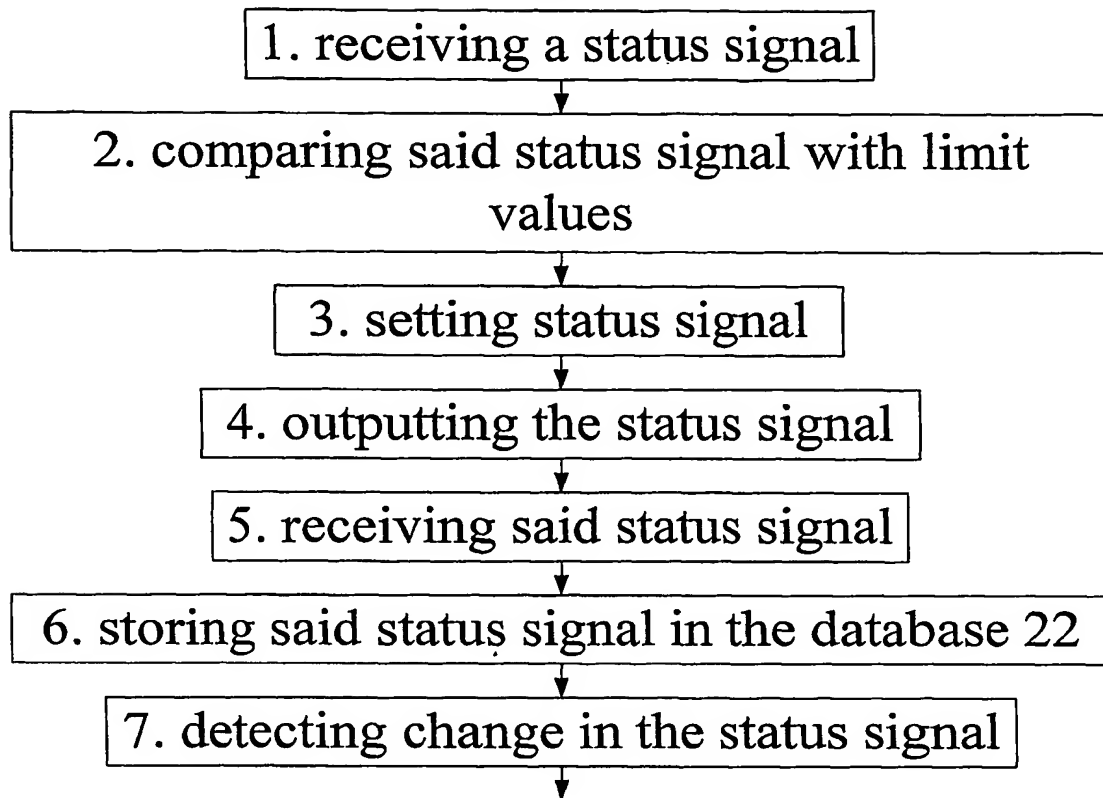 1. receiving a status signal
2. comparing said status signal with limit
values
3. setting status signal
4. outputting the status signal
5. receiving said status signal
6. storing said status signal in the database 22
7. detecting change in the status signal